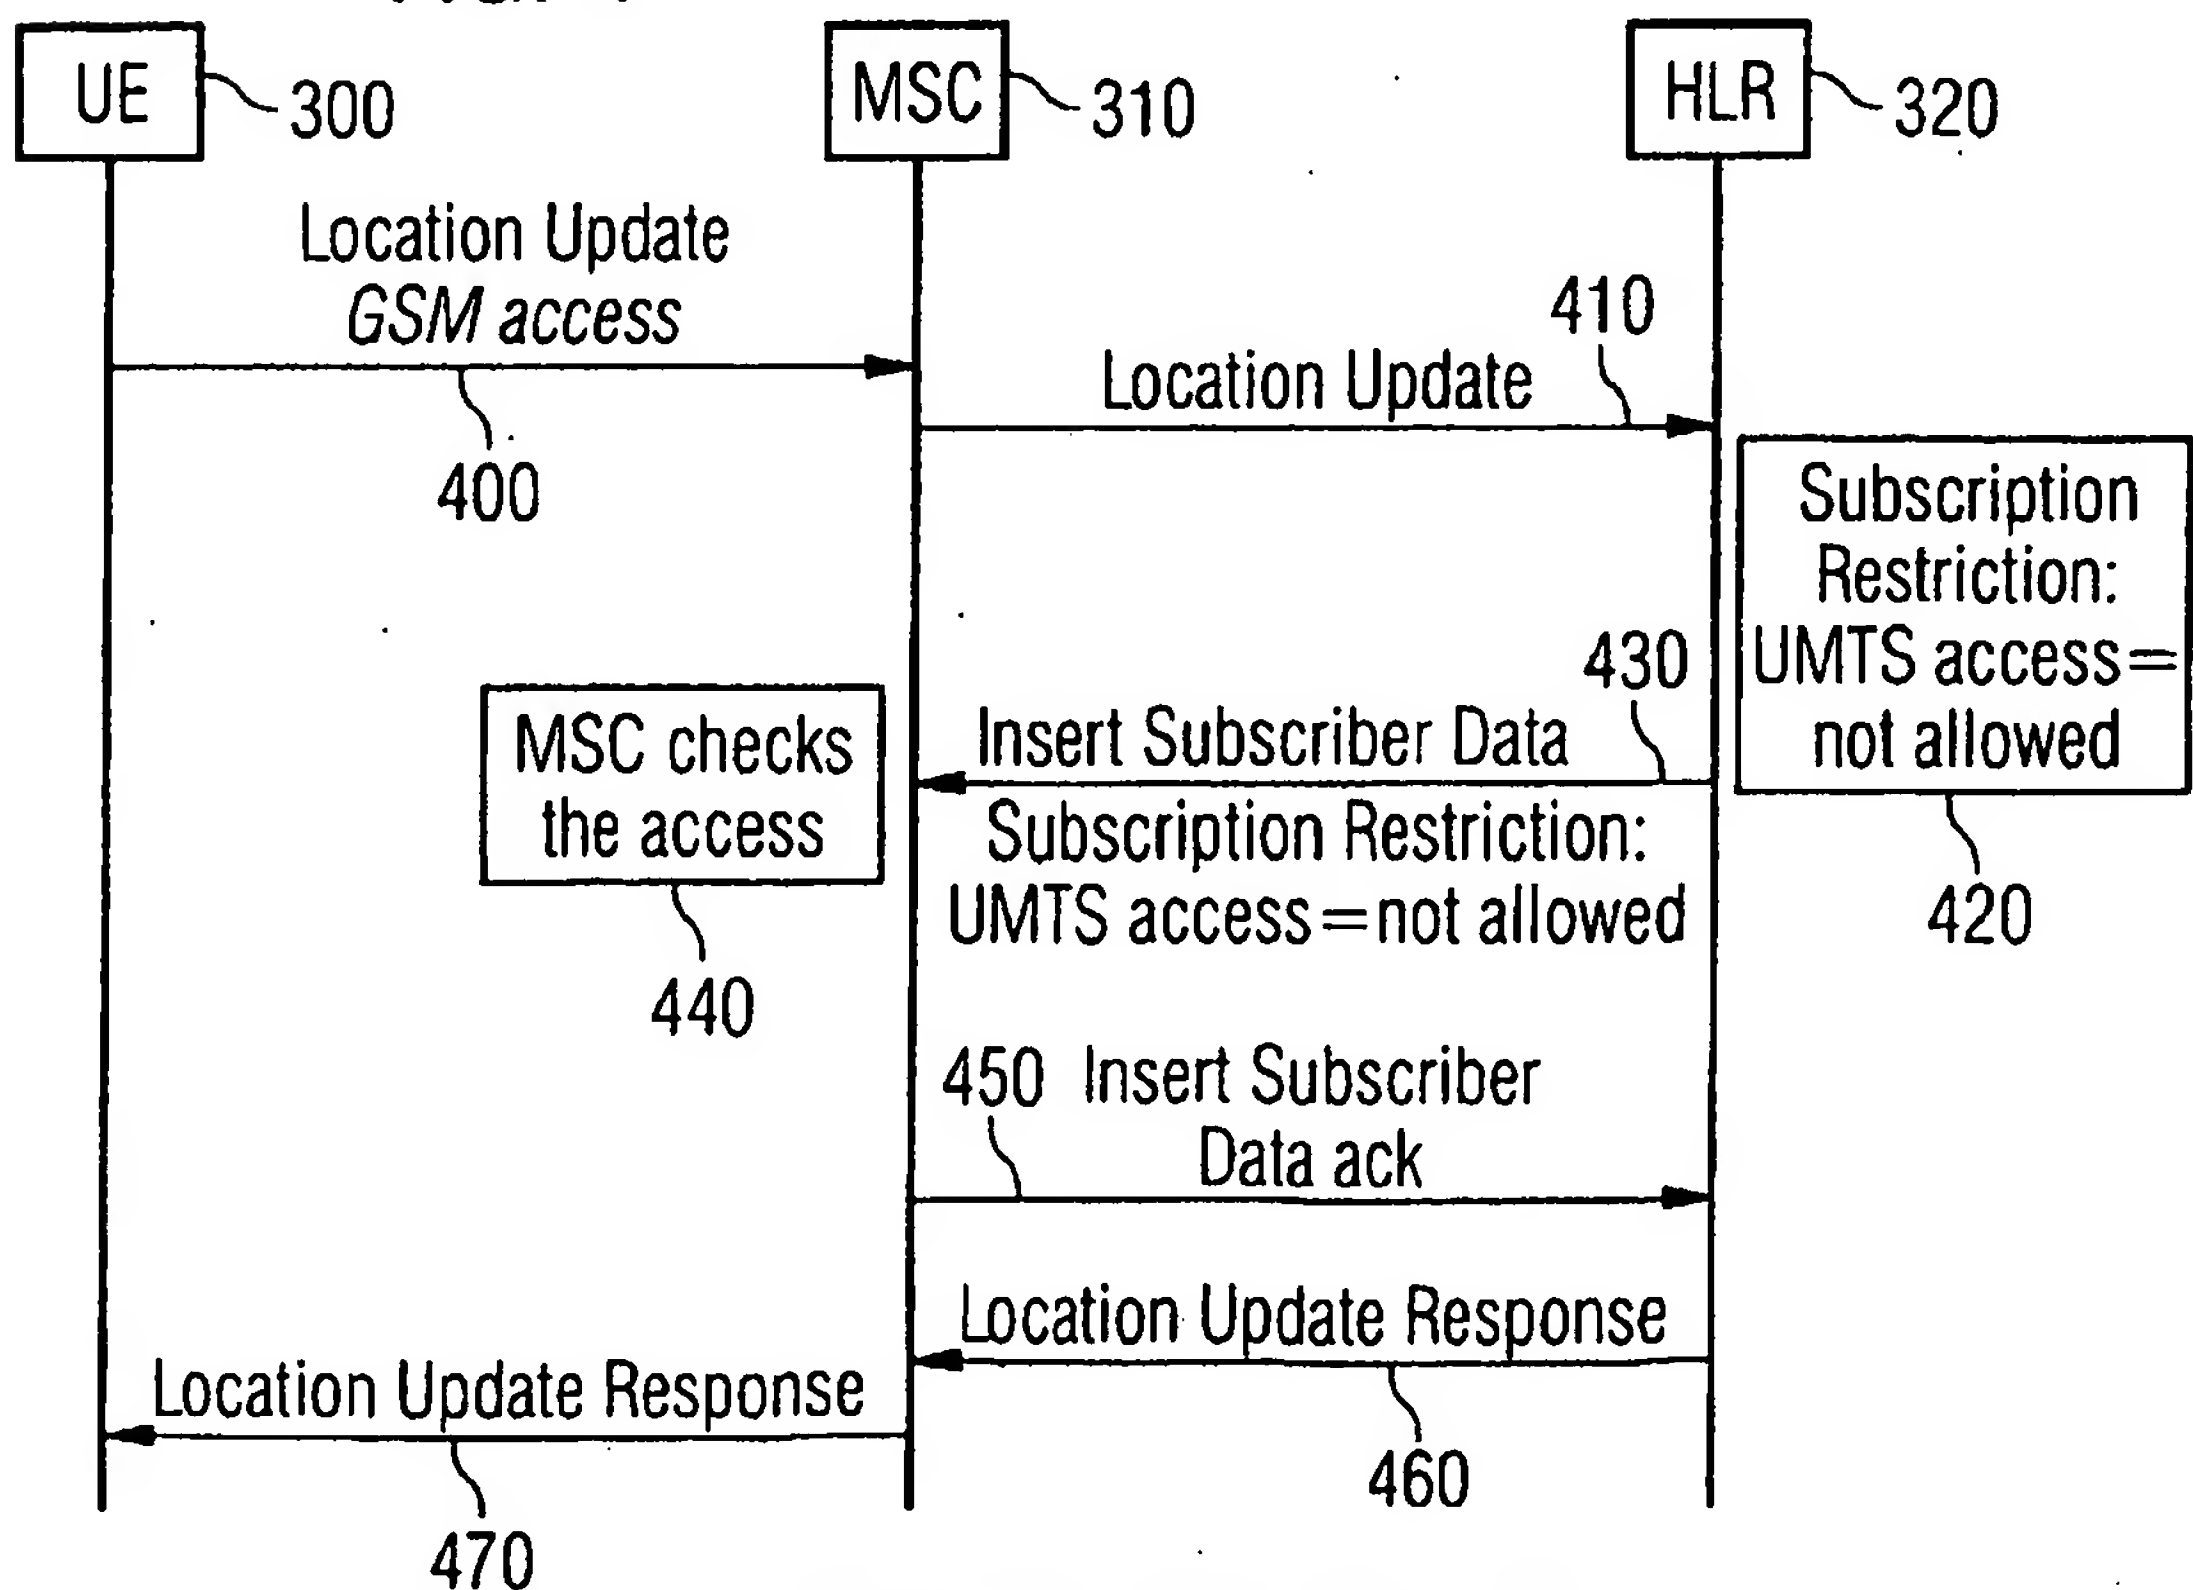 UE
300
MSC
310
HLR
320
Location Update
GSM access
400
410
Location Update
Subscription
Restriction:
UMTS access=
not allowed
420
430
Insert Subscriber Data
Subscription Restriction:
UMTS access=not allowed
MSC checks
the access
440
450 Insert Subscriber
Data ack
Location Update Response
460
Location Update Response
470